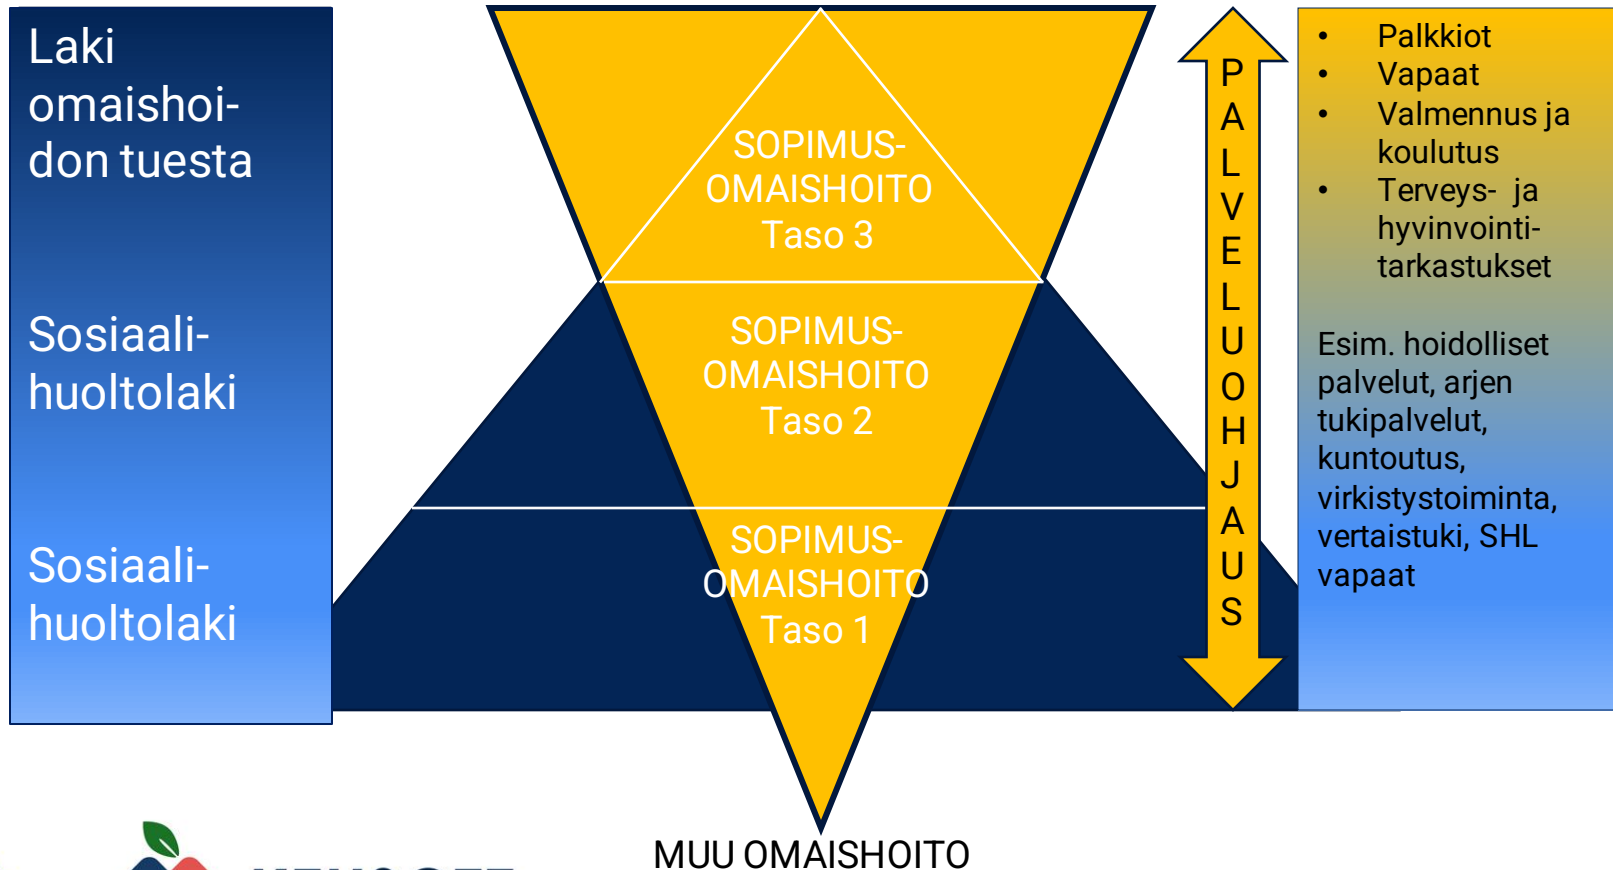 Laki
omaishoi-
don tuesta
Sosiaali-
huoltolaki
Sosiaali-
huoltolaki
SOPIMUS-
OMAISHOITO
Taso 3
SOPIMUS-
OMAISHOITO
Taso 2
SOPIMUS-
OMAISHOITO
Taso 1
MUU OMAISHOITO
P
A
L
V
E
L
U
O
H
J
A
U
S
• Palkkiot
• Vapaat
• Valmennus ja
koulutus
• Terveys- ja
hyvinvointi-
tarkastukset
Esim. hoidolliset
palvelut, arjen
tukipalvelut,
kuntoutus,
virkistystoiminta,
vertaistuki, SHL
vapaat